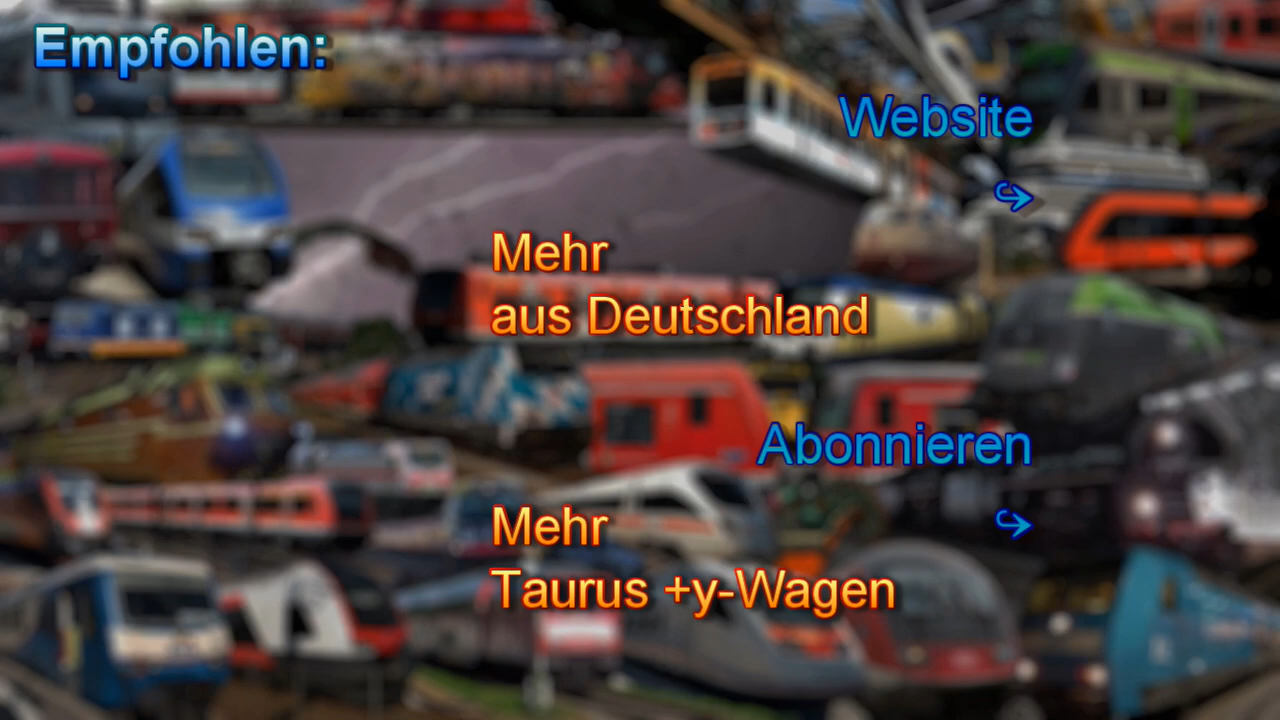 Empfohlen:
Website
↪
Mehr
aus Deutschland
Abonnieren
↪
Mehr
Taurus +y-Wagen